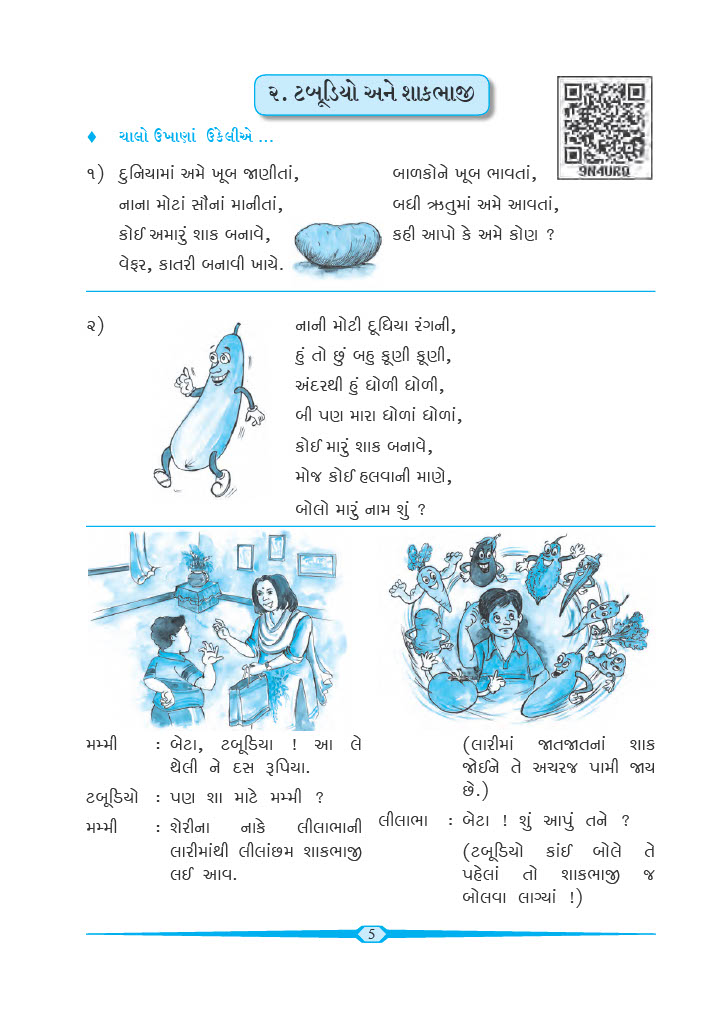 ૨. ટબૂડિયો અને શાકભાજી
9N4URQ
♦ ચાલો ઉખાણાં ઉકેલીએ ...
૧) દુનિયામાં અમે ખૂબ જાણીતાં,
નાના મોટાં સૌનાં માનીતાં,
કોઈ અમારું શાક બનાવે,
વેફર, કાતરી બનાવી ખાયે.
બાળકોને ખૂબ ભાવતાં,
બધી ઋતુમાં અમે આવતાં,
કહી આપો કે અમે કોણ ?
૨) નાની મોટી દૂધિયા રંગની,
હું તો છું બહુ કૂણી કૂણી,
અંદરથી હું ધોળી ધોળી,
બી પણ મારા ધોળાં ધોળાં,
કોઈ મારું શાક બનાવે,
મોજ કોઈ હલવાની માણે,
બોલો મારું નામ શું ?
મમ્મી : બેટા, ટબૂડિયા ! આ લે
થેલી ને દસ રૂપિયા.
ટબૂડિયો : પણ શા માટે મમ્મી ?
મમ્મી : શેરીના નાકે લીલાભાની
લારીમાંથી લીલાંછમ શાકભાજી
લઈ આવ.
(લારીમાં જાતજાતનાં શાક
જોઈને તે અચરજ પામી જાય
છે.)
લીલાભા : બેટા ! શું આપું તને ?
(ટબૂડિયો કાંઈ બોલે તે
પહેલાં તો શાકભાજી જ
બોલવા લાગ્યાં !)
5